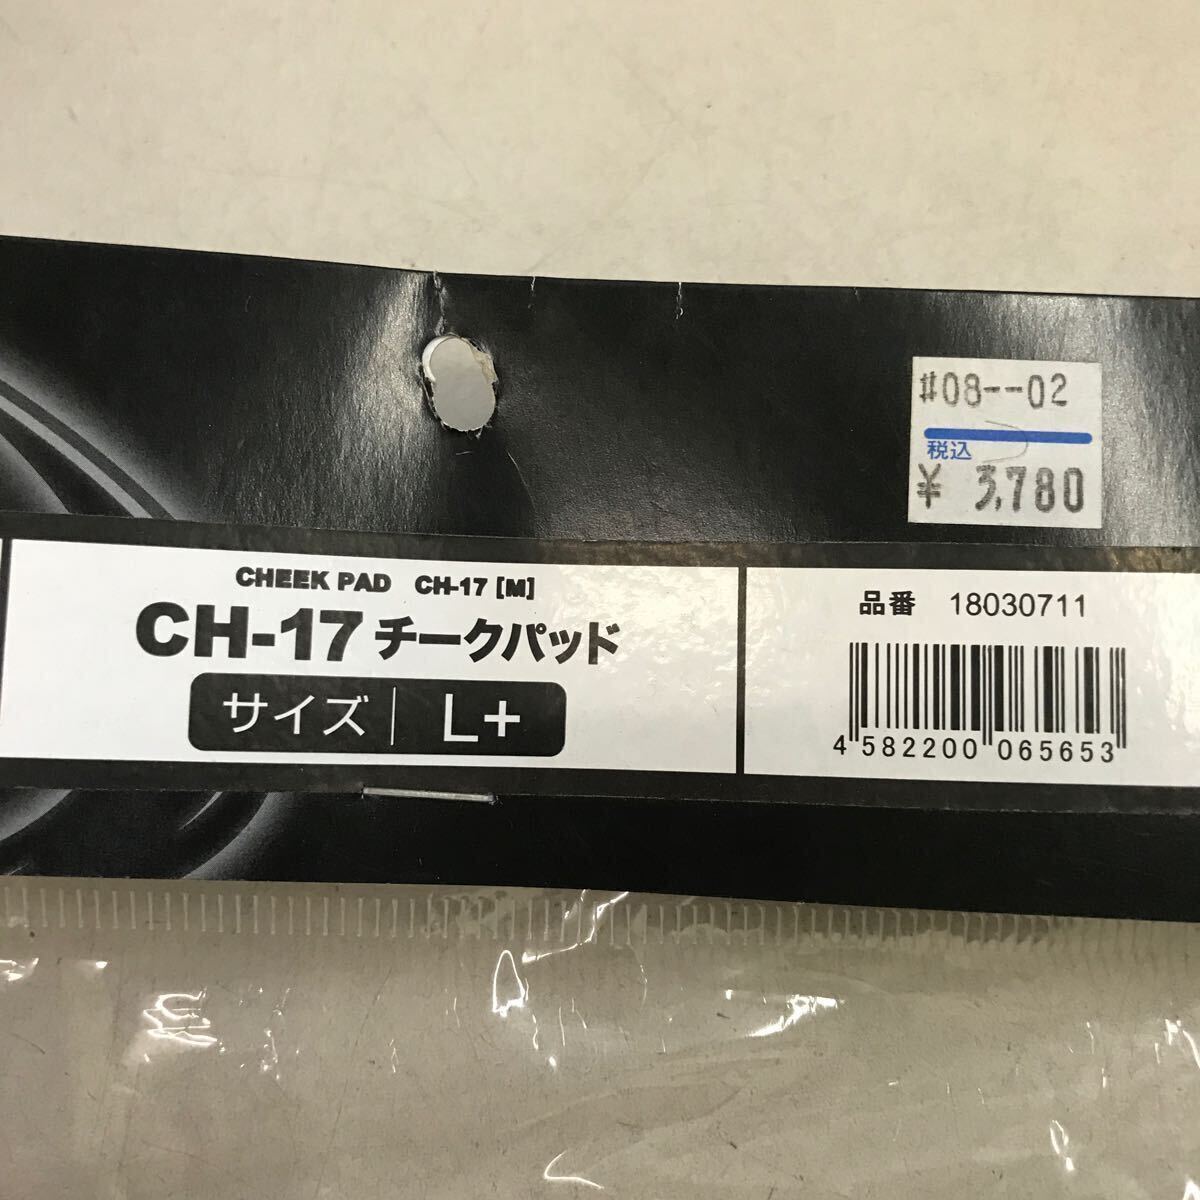 #08--02
税込
¥ 3,780
CHEEK PAD CH-17 [M]
CH-17 チークパッド
サイズ L+
品番 18030711
4 582200 065653